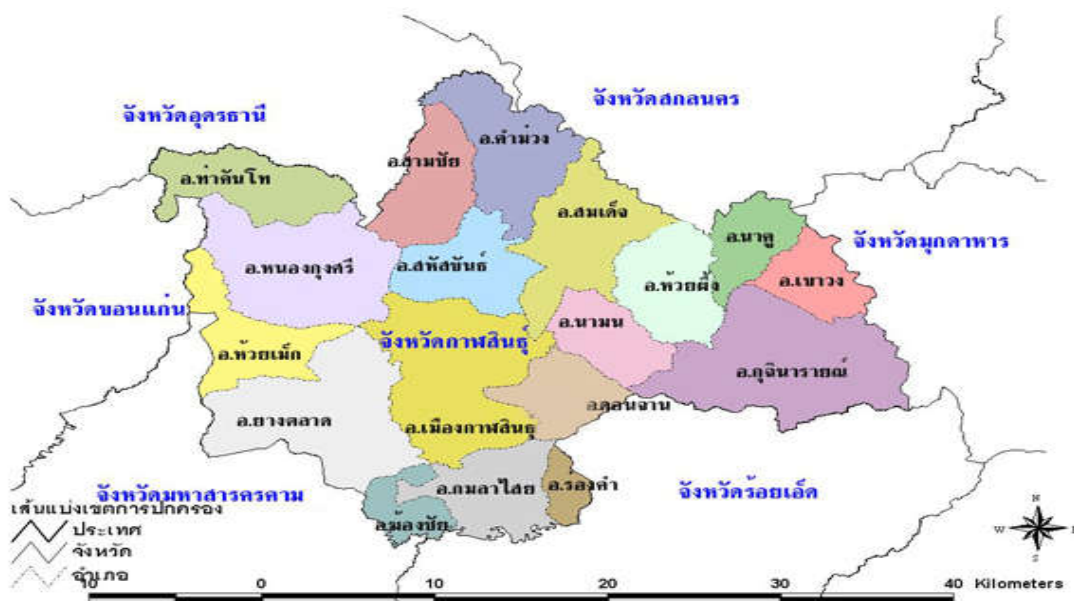 จังหวัดสกลนคร
จังหวัดอุดรธานี
อ.คำม่วง
อ.สามชัย
อ.ท่าคันโท
อ.สมเด็จ
อ.นาคู
จังหวัดมุกดาหาร
อ.หนองกุงศรี
อ.สหัสขันธ์
อ.ห้วยผึ้ง
อ.เขาวง
จังหวัดขอนแก่น
จังหวัดกาฬสินธุ์
อ.นามน
อ.ห้วยเม็ก
อ.กุฉินารายณ์
อ.ดอนจาน
อ.ยางตลาด
อ.เมืองกาฬสินธุ์
จังหวัดมหาสารคาม
อ.กมลาไสย
อ.ร่องคำ
จังหวัดร้อยเอ็ด
อ.ฆ้องชัย
เส้นแบ่งเขตการปกครอง
ประเทศ
จังหวัด
อำเภอ
N
W
S
10 0 10 20 30 40 Kilometers